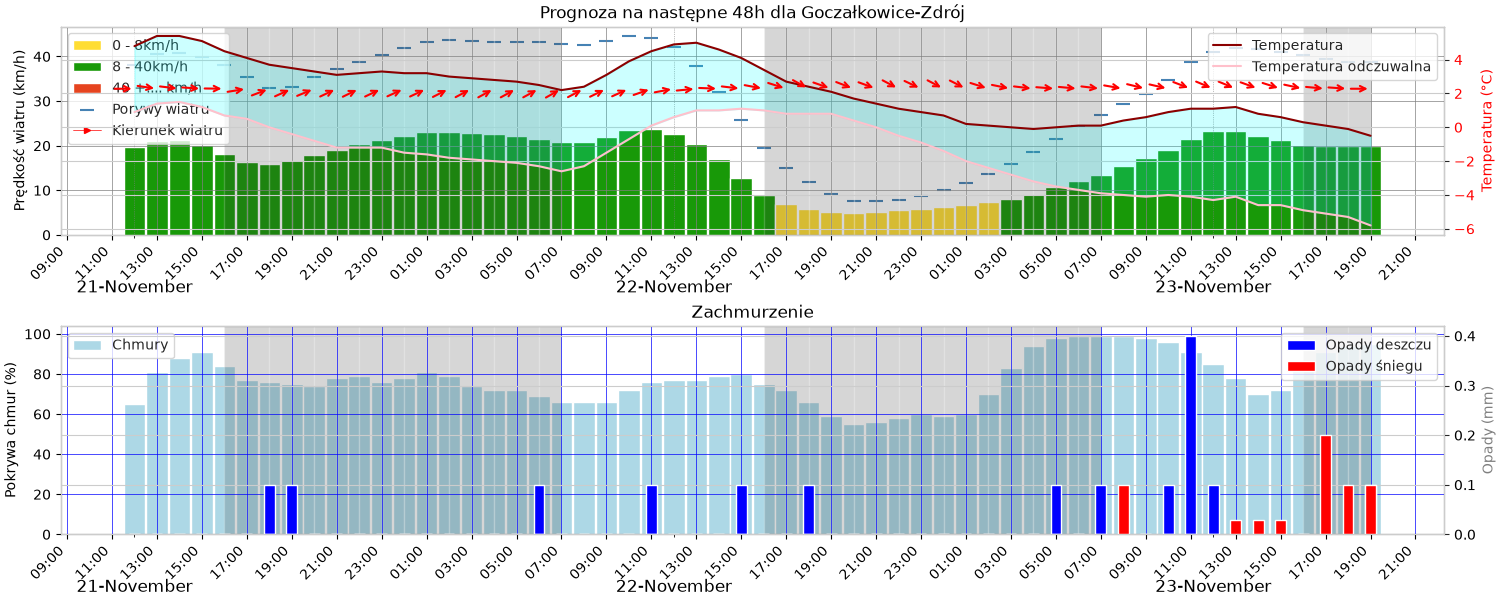 Prognoza na następne 48h dla Goczałkowice-Zdrój
Prędkość wiatru (km/h)
40
30
20
10
0
0 - 8km/h
8 - 40km/h
Porywy wiatru
Kierunek wiatru
Temperatura
Temperatura odczuwalna
4
2
0
−2
−4
−6
Temperatura (°C)
09:00 11:00 13:00 15:00 17:00 19:00 21:00 23:00 01:00 03:00 05:00 07:00 09:00 11:00 13:00 15:00 17:00 19:00 21:00 23:00 01:00 03:00 05:00 07:00 09:00 11:00 13:00 15:00 17:00 19:00 21:00
21-November 22-November 23-November
Zachmurzenie
Pokrywa chmur (%)
100
80
60
40
20
0
Chmury
Opady deszczu
Opady śniegu
0.4
0.3
0.2
0.1
0.0
Opady (mm)
09:00 11:00 13:00 15:00 17:00 19:00 21:00 23:00 01:00 03:00 05:00 07:00 09:00 11:00 13:00 15:00 17:00 19:00 21:00 23:00 01:00 03:00 05:00 07:00 09:00 11:00 13:00 15:00 17:00 19:00 21:00
21-November 22-November 23-November